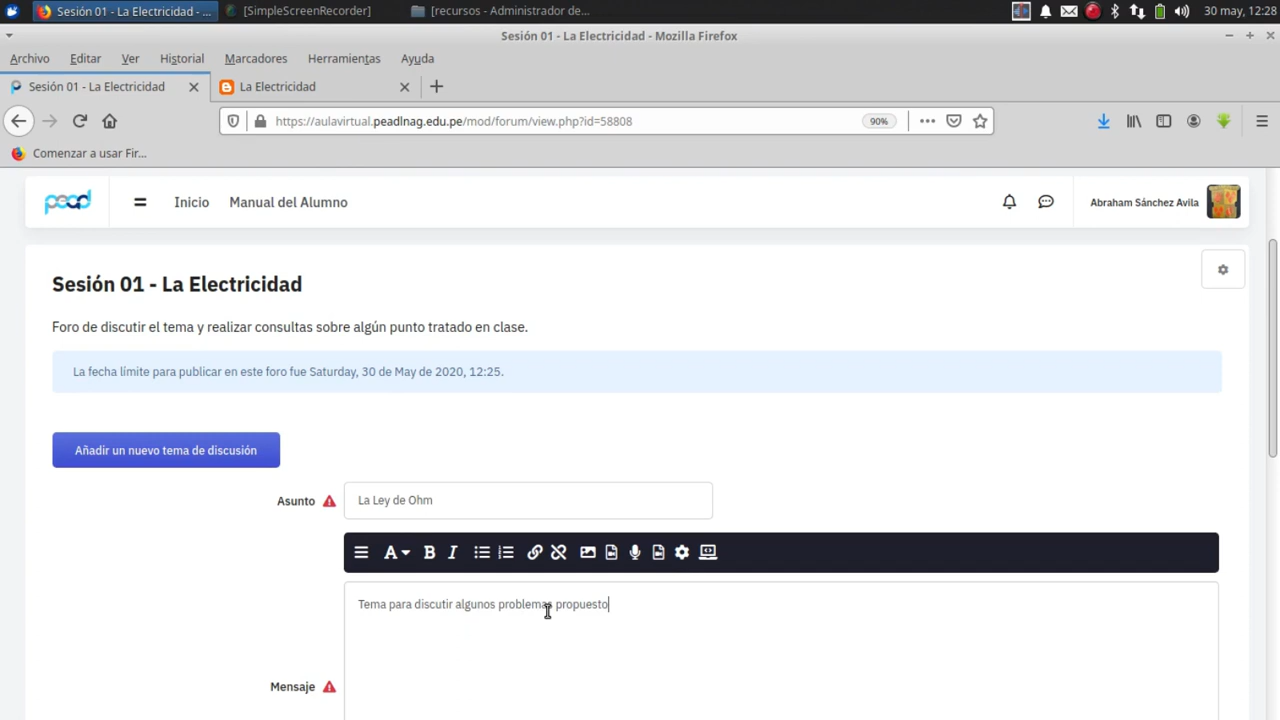 Sesión 01 - La Electricidad - ...
[SimpleScreenRecorder]
[recursos - Administrador de...
30 may, 12:28
Sesión 01 - La Electricidad - Mozilla Firefox
Archivo Editar Ver Historial Marcadores Herramientas Ayuda
Sesión 01 - La Electricidad
La Electricidad
https://aulavirtual.peadlnag.edu.pe/mod/forum/view.php?id=58808
90%
Comenzar a usar Fir...
pead
Inicio
Manual del Alumno
Abraham Sánchez Avila
Sesión 01 - La Electricidad
Foro de discutir el tema y realizar consultas sobre algún punto tratado en clase.
La fecha límite para publicar en este foro fue Saturday, 30 de May de 2020, 12:25.
Añadir un nuevo tema de discusión
Asunto
La Ley de Ohm
A
B
I
Tema para discutir algunos problemas propuesto
Mensaje